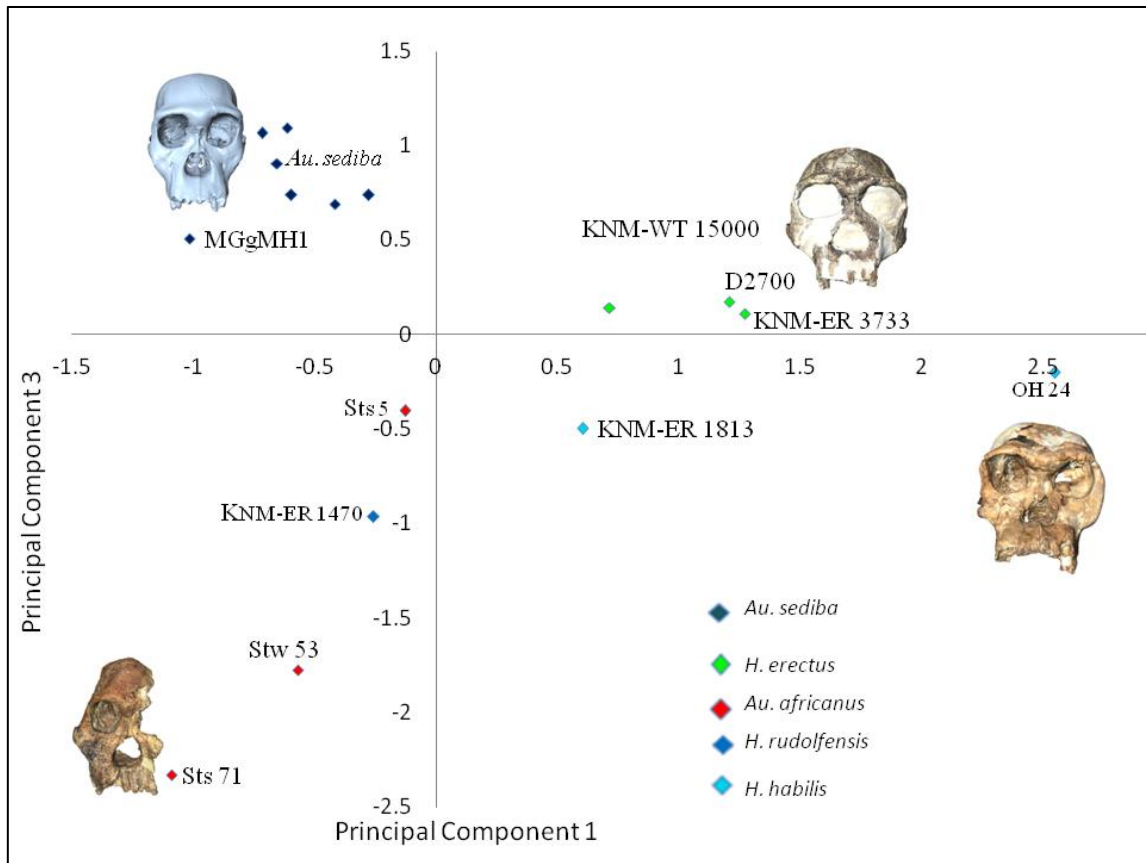 1.5
1
Au. sediba
0.5
MGgMH1
KNM-WT 15000
D2700
KNM-ER 3733
0
-1.5
-1
-0.5
0
0.5
1
1.5
2
2.5
OH 24
Sts 5
-0.5
KNM-ER 1813
KNM-ER 1470
-1
Principal Component 3
-1.5
Stw 53
-2
Sts 71
-2.5
Principal Component 1
Au. sediba
H. erectus
Au. africanus
H. rudolfensis
H. habilis